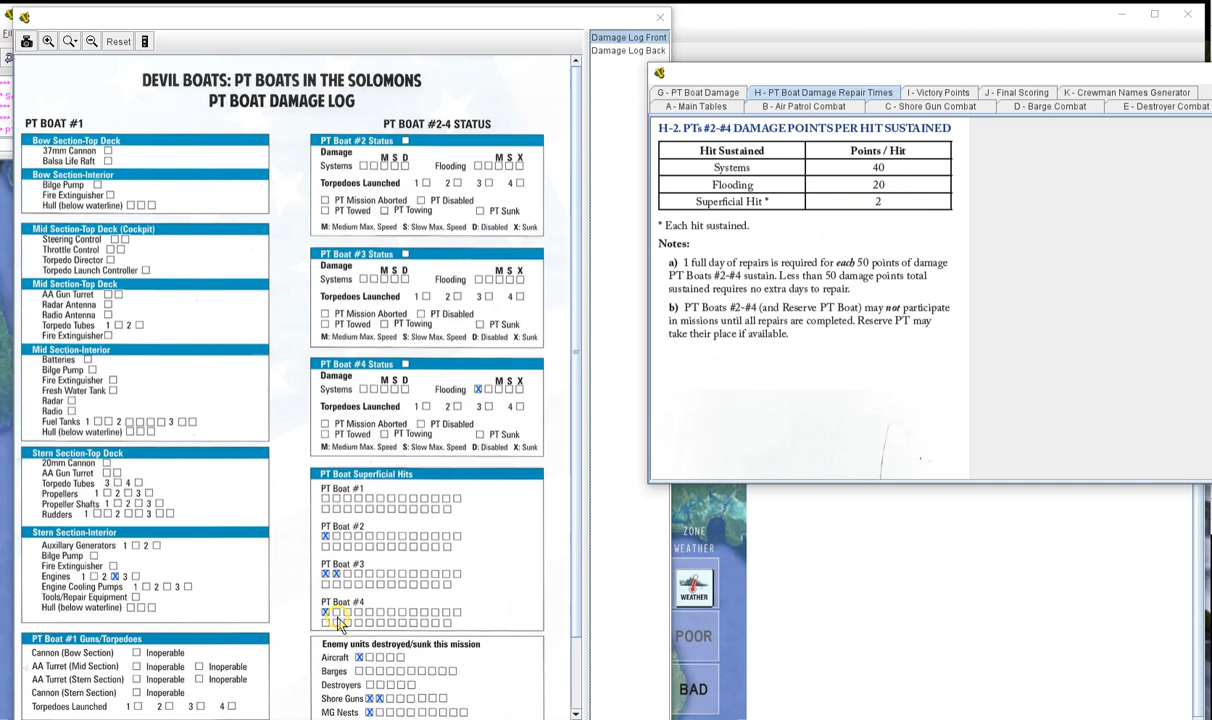 Reset
Damage Log Front
Damage Log Back
DEVIL BOATS: PT BOATS IN THE SOLOMONS
PT BOAT DAMAGE LOG
PT BOAT #1
Bow Section-Top Deck
37mm Cannon
Balsa Life Raft
Bow Section-Interior
Bilge Pump
Fire Extinguisher
Hull (below waterline)
Mid Section-Top Deck (Cockpit)
Steering Control
Throttle Control
Torpedo Director
Torpedo Launch Controller
Mid Section-Top Deck
AA Gun Turret
Radar Antenna
Radio Antenna
Torpedo Tubes 1 2
Fire Extinguisher
Mid Section-Interior
Batteries
Bilge Pump
Fire Extinguisher
Fresh Water Tank
Radar
Radio
Fuel Tanks 1 2 3
Hull (below waterline)
Stern Section-Top Deck
20mm Cannon
AA Gun Turret
Torpedo Tubes 3 4
Propellers 1 2 3
Propeller Shafts 1 2 3
Rudders 1 2 3
Stern Section-Interior
Auxillary Generators 1 2
Bilge Pump
Fire Extinguisher
Engines 1 2 X 3
Engine Cooling Pumps 1 2 3
Tools/Repair Equipment
Hull (below waterline)
PT Boat #1 Guns/Torpedoes
Cannon (Bow Section) Inoperable
AA Turret (Mid Section) Inoperable Inoperable
AA Turret (Stern Section) Inoperable Inoperable
Cannon (Stern Section) Inoperable
Torpedoes Launched 1 2 3 4
PT BOAT #2-4 STATUS
PT Boat #2 Status
Damage M S D M S X
Systems Flooding
Torpedoes Launched 1 2 3 4
PT Mission Aborted PT Disabled
PT Towed PT Towing PT Sunk
M: Medium Max. Speed S: Slow Max. Speed D: Disabled X: Sunk
PT Boat #3 Status
Damage M S D M S X
Systems Flooding
Torpedoes Launched 1 2 3 4
PT Mission Aborted PT Disabled
PT Towed PT Towing PT Sunk
M: Medium Max. Speed S: Slow Max. Speed D: Disabled X: Sunk
PT Boat #4 Status
Damage M S D M S X
Systems Flooding X
Torpedoes Launched 1 2 3 4
PT Mission Aborted PT Disabled
PT Towed PT Towing PT Sunk
M: Medium Max. Speed S: Slow Max. Speed D: Disabled X: Sunk
PT Boat Superficial Hits
PT Boat #1
PT Boat #2
X
PT Boat #3
X X
PT Boat #4
X
Enemy units destroyed/sunk this mission
Aircraft X
Barges
Destroyers
Shore Guns X X
MG Nests X
G - PT Boat Damage H - PT Boat Damage Repair Times I - Victory Points J - Final Scoring K - Crewman Names Generator
A - Main Tables B - Air Patrol Combat C - Shore Gun Combat D - Barge Combat E - Destroyer Combat
H-2. PTs #2-#4 DAMAGE POINTS PER HIT SUSTAINED
Hit Sustained Points / Hit
Systems 40
Flooding 20
Superficial Hit * 2
* Each hit sustained.
Notes:
a) 1 full day of repairs is required for each 50 points of damage
PT Boats #2-#4 sustain. Less than 50 damage points total
sustained requires no extra days to repair.
b) PT Boats #2-#4 (and Reserve PT Boat) may not participate
in missions until all repairs are completed. Reserve PT may
take their place if available.
ZONE
WEATHER
WEATHER
POOR
BAD